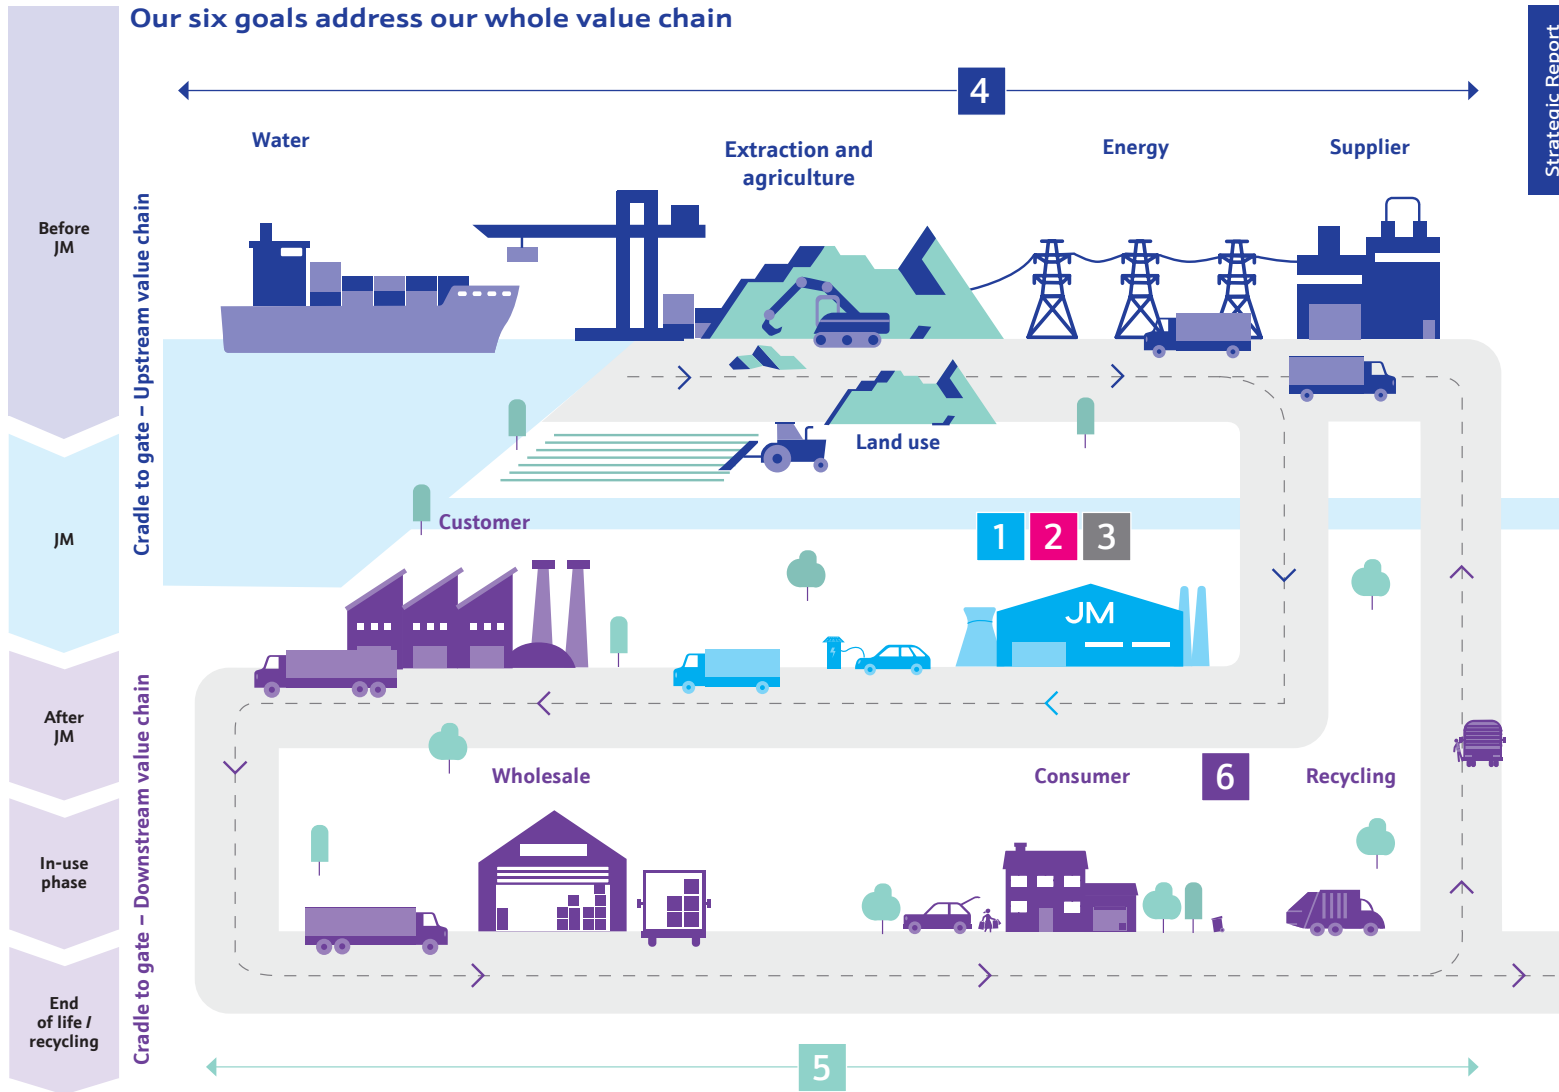 Our six goals address our whole value chain
Strategic Report
4
Water
Extraction and
agriculture
Energy
Supplier
Before
JM
Cradle to gate – Upstream value chain
Land use
JM
Customer
1 2 3
JM
After
JM
Cradle to gate – Downstream value chain
Wholesale
Consumer
6
Recycling
In-use
phase
End
of life /
recycling
5